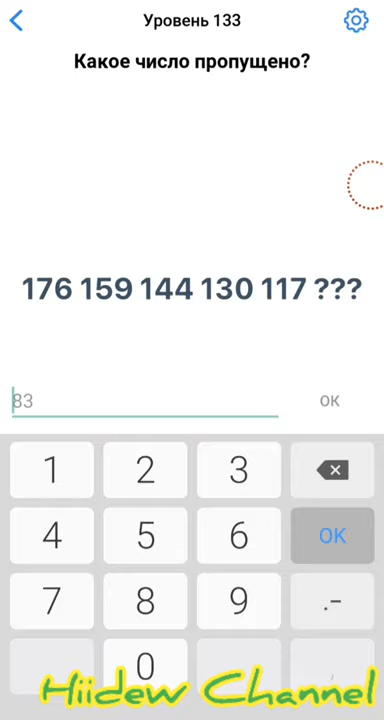 Уровень 133
Какое число пропущено?
176 159 144 130 117 ???
83 ОК
1 2 3
4 5 6 OK
7 8 9 .-
0 ,
Hiidew Channel